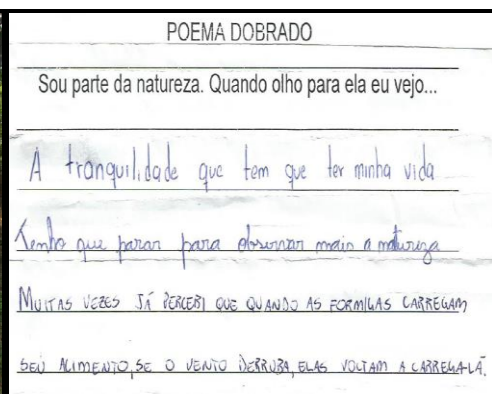 POEMA DOBRADO
Sou parte da natureza. Quando olho para ela eu vejo...
A tranquilidade que tem que ter minha vida
Tenho que parar para observar mais a natureza
MUITAS VEZES JÁ PERCEBI QUE QUANDO AS FORMIGAS CARREGAM
SEU ALIMENTO, SE O VENTO DERRUBA, ELAS VOLTAM A CARREGA-LÁ.